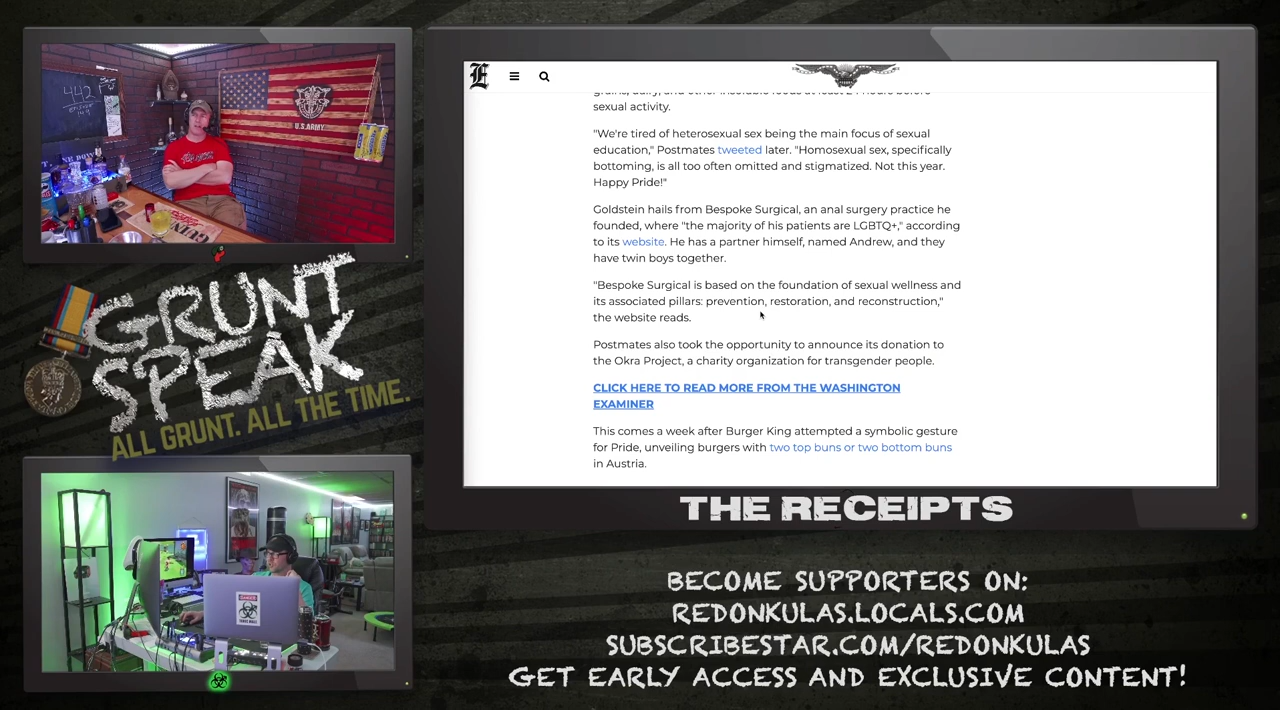 442
U.S.ARMY
GRUNT
SPEAK
ALL GRUNT. ALL THE TIME.
E
sexual activity.
"We're tired of heterosexual sex being the main focus of sexual
education," Postmates tweeted later. "Homosexual sex, specifically
bottoming, is all too often omitted and stigmatized. Not this year.
Happy Pride!"
Goldstein hails from Bespoke Surgical, an anal surgery practice he
founded, where "the majority of his patients are LGBTQ+," according
to its website. He has a partner himself, named Andrew, and they
have twin boys together.
"Bespoke Surgical is based on the foundation of sexual wellness and
its associated pillars: prevention, restoration, and reconstruction,"
the website reads.
Postmates also took the opportunity to announce its donation to
the Okra Project, a charity organization for transgender people.
CLICK HERE TO READ MORE FROM THE WASHINGTON
EXAMINER
This comes a week after Burger King attempted a symbolic gesture
for Pride, unveiling burgers with two top buns or two bottom buns
in Austria.
THE RECEIPTS
BECOME SUPPORTERS ON:
REDONKULAS.LOCALS.COM
SUBSCRIBESTAR.COM/REDONKULAS
GET EARLY ACCESS AND EXCLUSIVE CONTENT!
DANGER